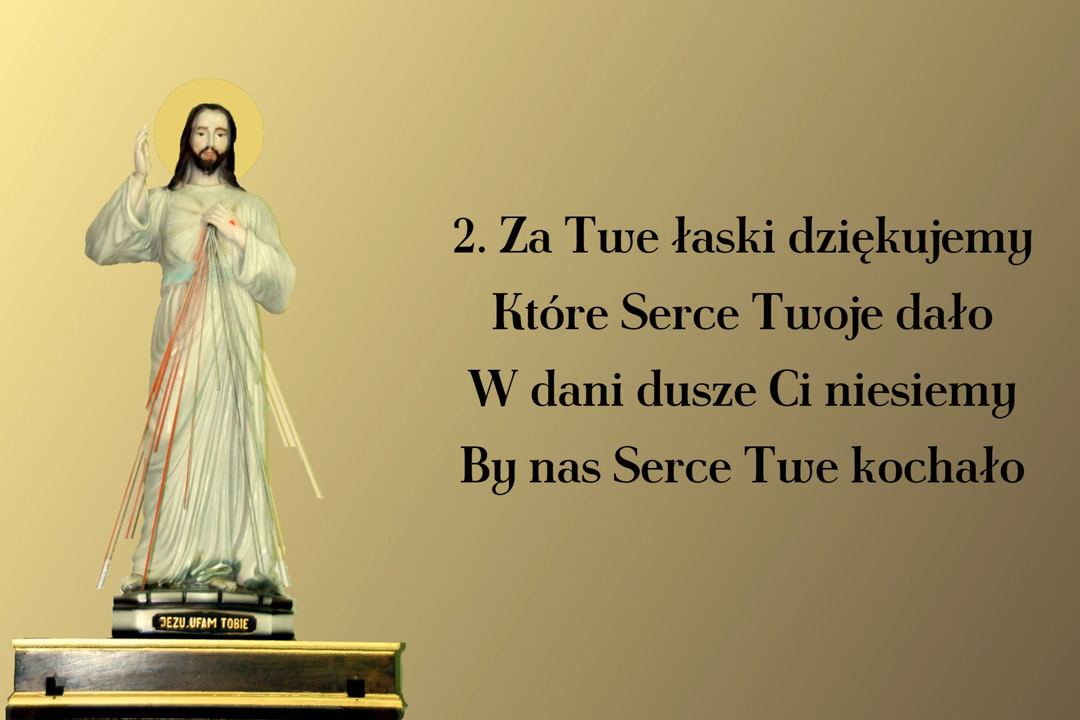 2. Za Twe łaski dziękujemy
Które Serce Twoje dało
W dani dusze Ci niesiemy
By nas Serce Twe kochało
JEZU.UFAM TOBIE